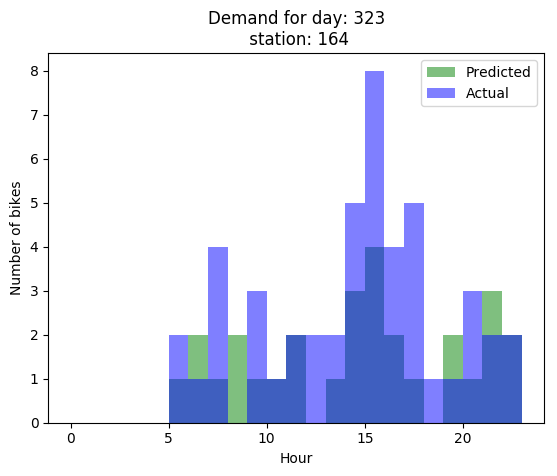 Demand for day: 323
station: 164
Predicted
Actual
Number of bikes
8
7
6
5
4
3
2
1
0
0 5 10 15 20
Hour